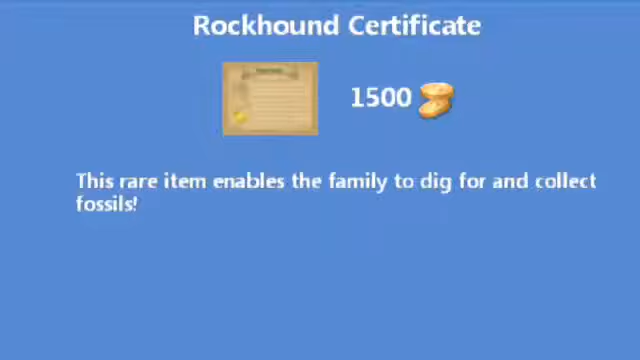 Rockhound Certificate
1500
This rare item enables the family to dig for and collect
fossils!